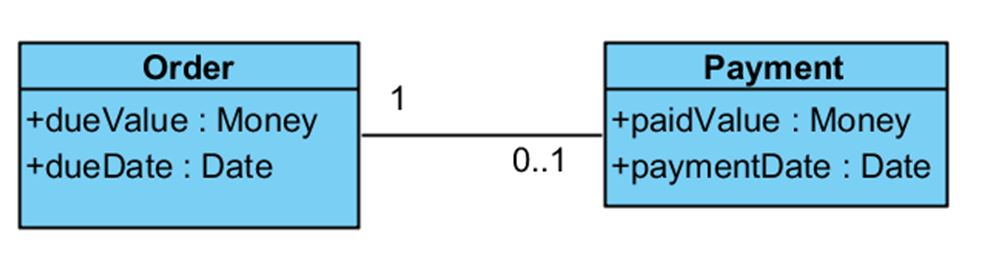 Order
+dueValue : Money
+dueDate : Date
1
0..1
Payment
+paidValue : Money
+paymentDate : Date